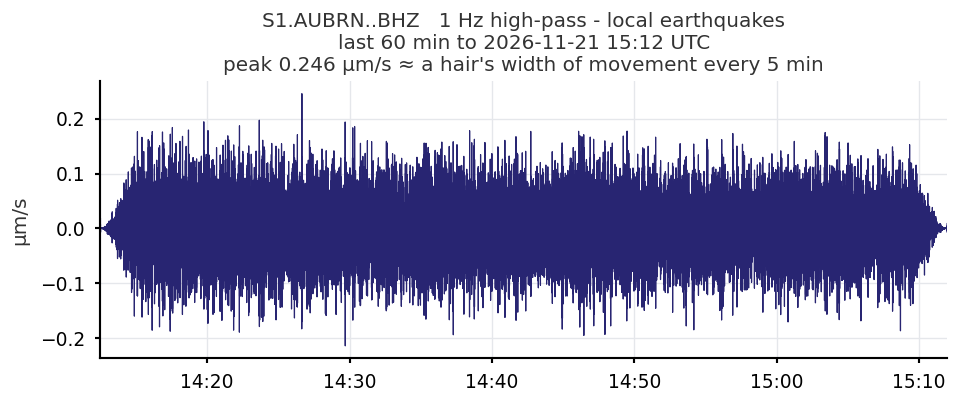 S1.AUBRN..BHZ   1 Hz high-pass - local earthquakes
last 60 min to 2026-11-21 15:12 UTC
peak 0.246 µm/s ≈ a hair's width of movement every 5 min
µm/s
0.2
0.1
0.0
−0.1
−0.2
14:20 14:30 14:40 14:50 15:00 15:10